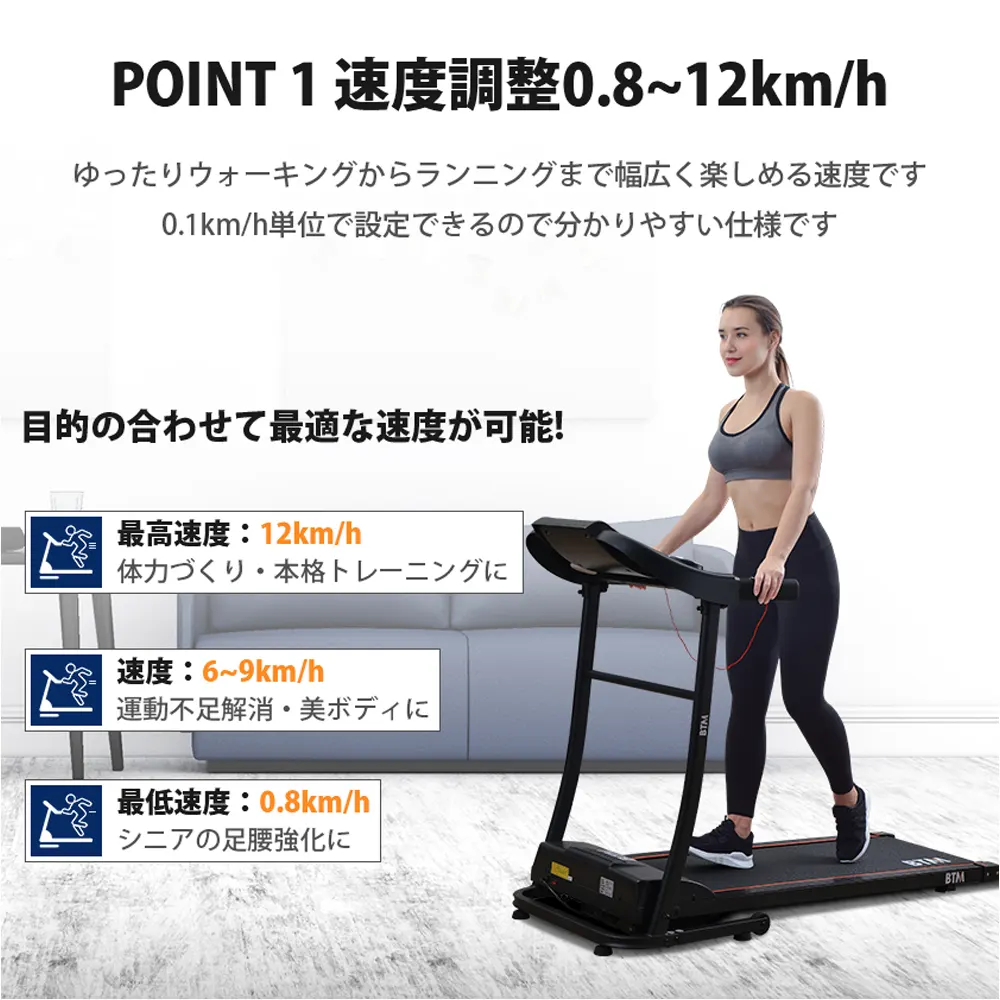 POINT 1 速度調整0.8~12km/h
ゆったりウォーキングからランニングまで幅広く楽しめる速度です
0.1km/h単位で設定できるので分かりやすい仕様です
目的の合わせて最適な速度が可能!
最高速度：12km/h
体力づくり・本格トレーニングに
速度：6~9km/h
運動不足解消・美ボディに
最低速度：0.8km/h
シニアの足腰強化に
BTM
BTM
BTM